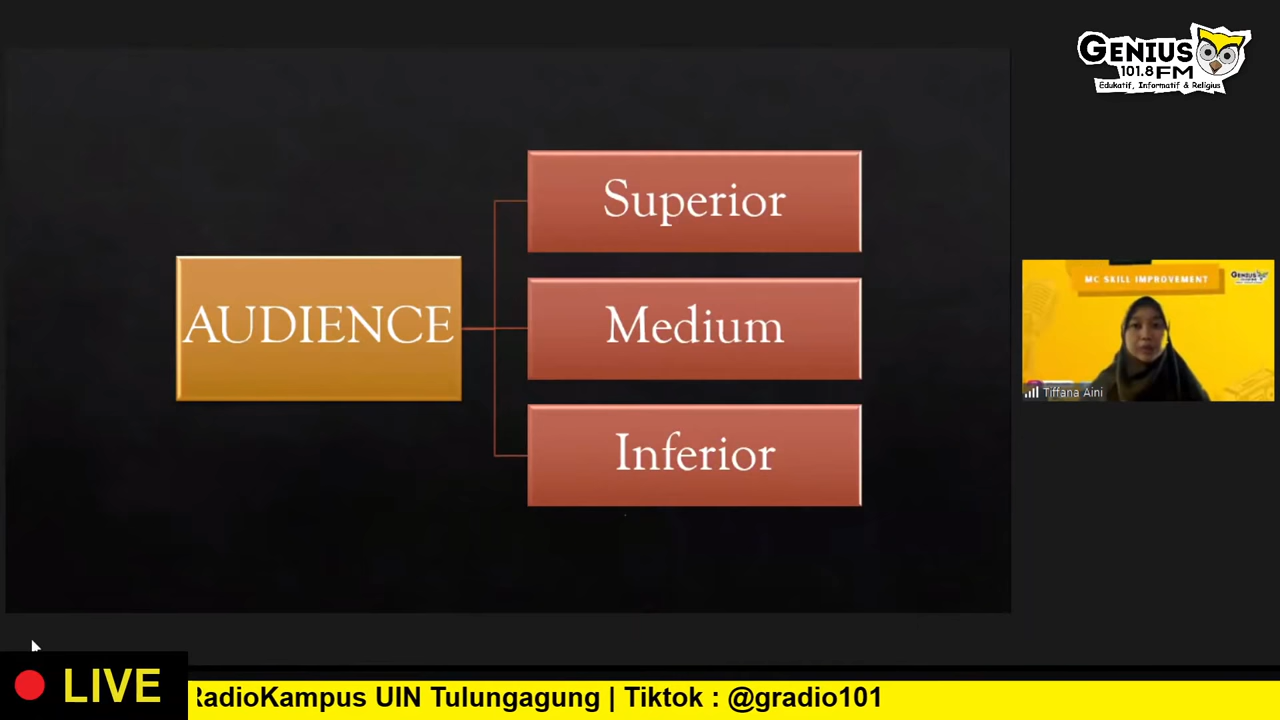 GENIUS
101.8 FM
Edukatif, Informatif & Religius
Superior
AUDIENCE
Medium
Inferior
MC SKILL IMPROVEMENT
GENIUS
Tiffana Aini
LIVE
RadioKampus UIN Tulungagung | Tiktok : @gradio101